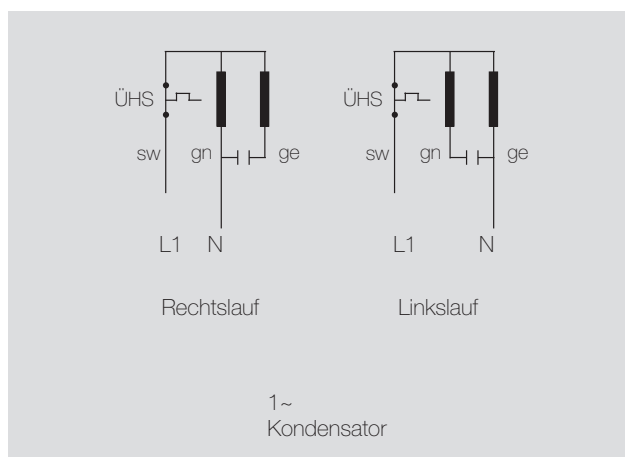 ÜHS ÜHS
sw gn ge sw gn ge
L1 N L1 N
Rechtslauf Linkslauf
1~
Kondensator